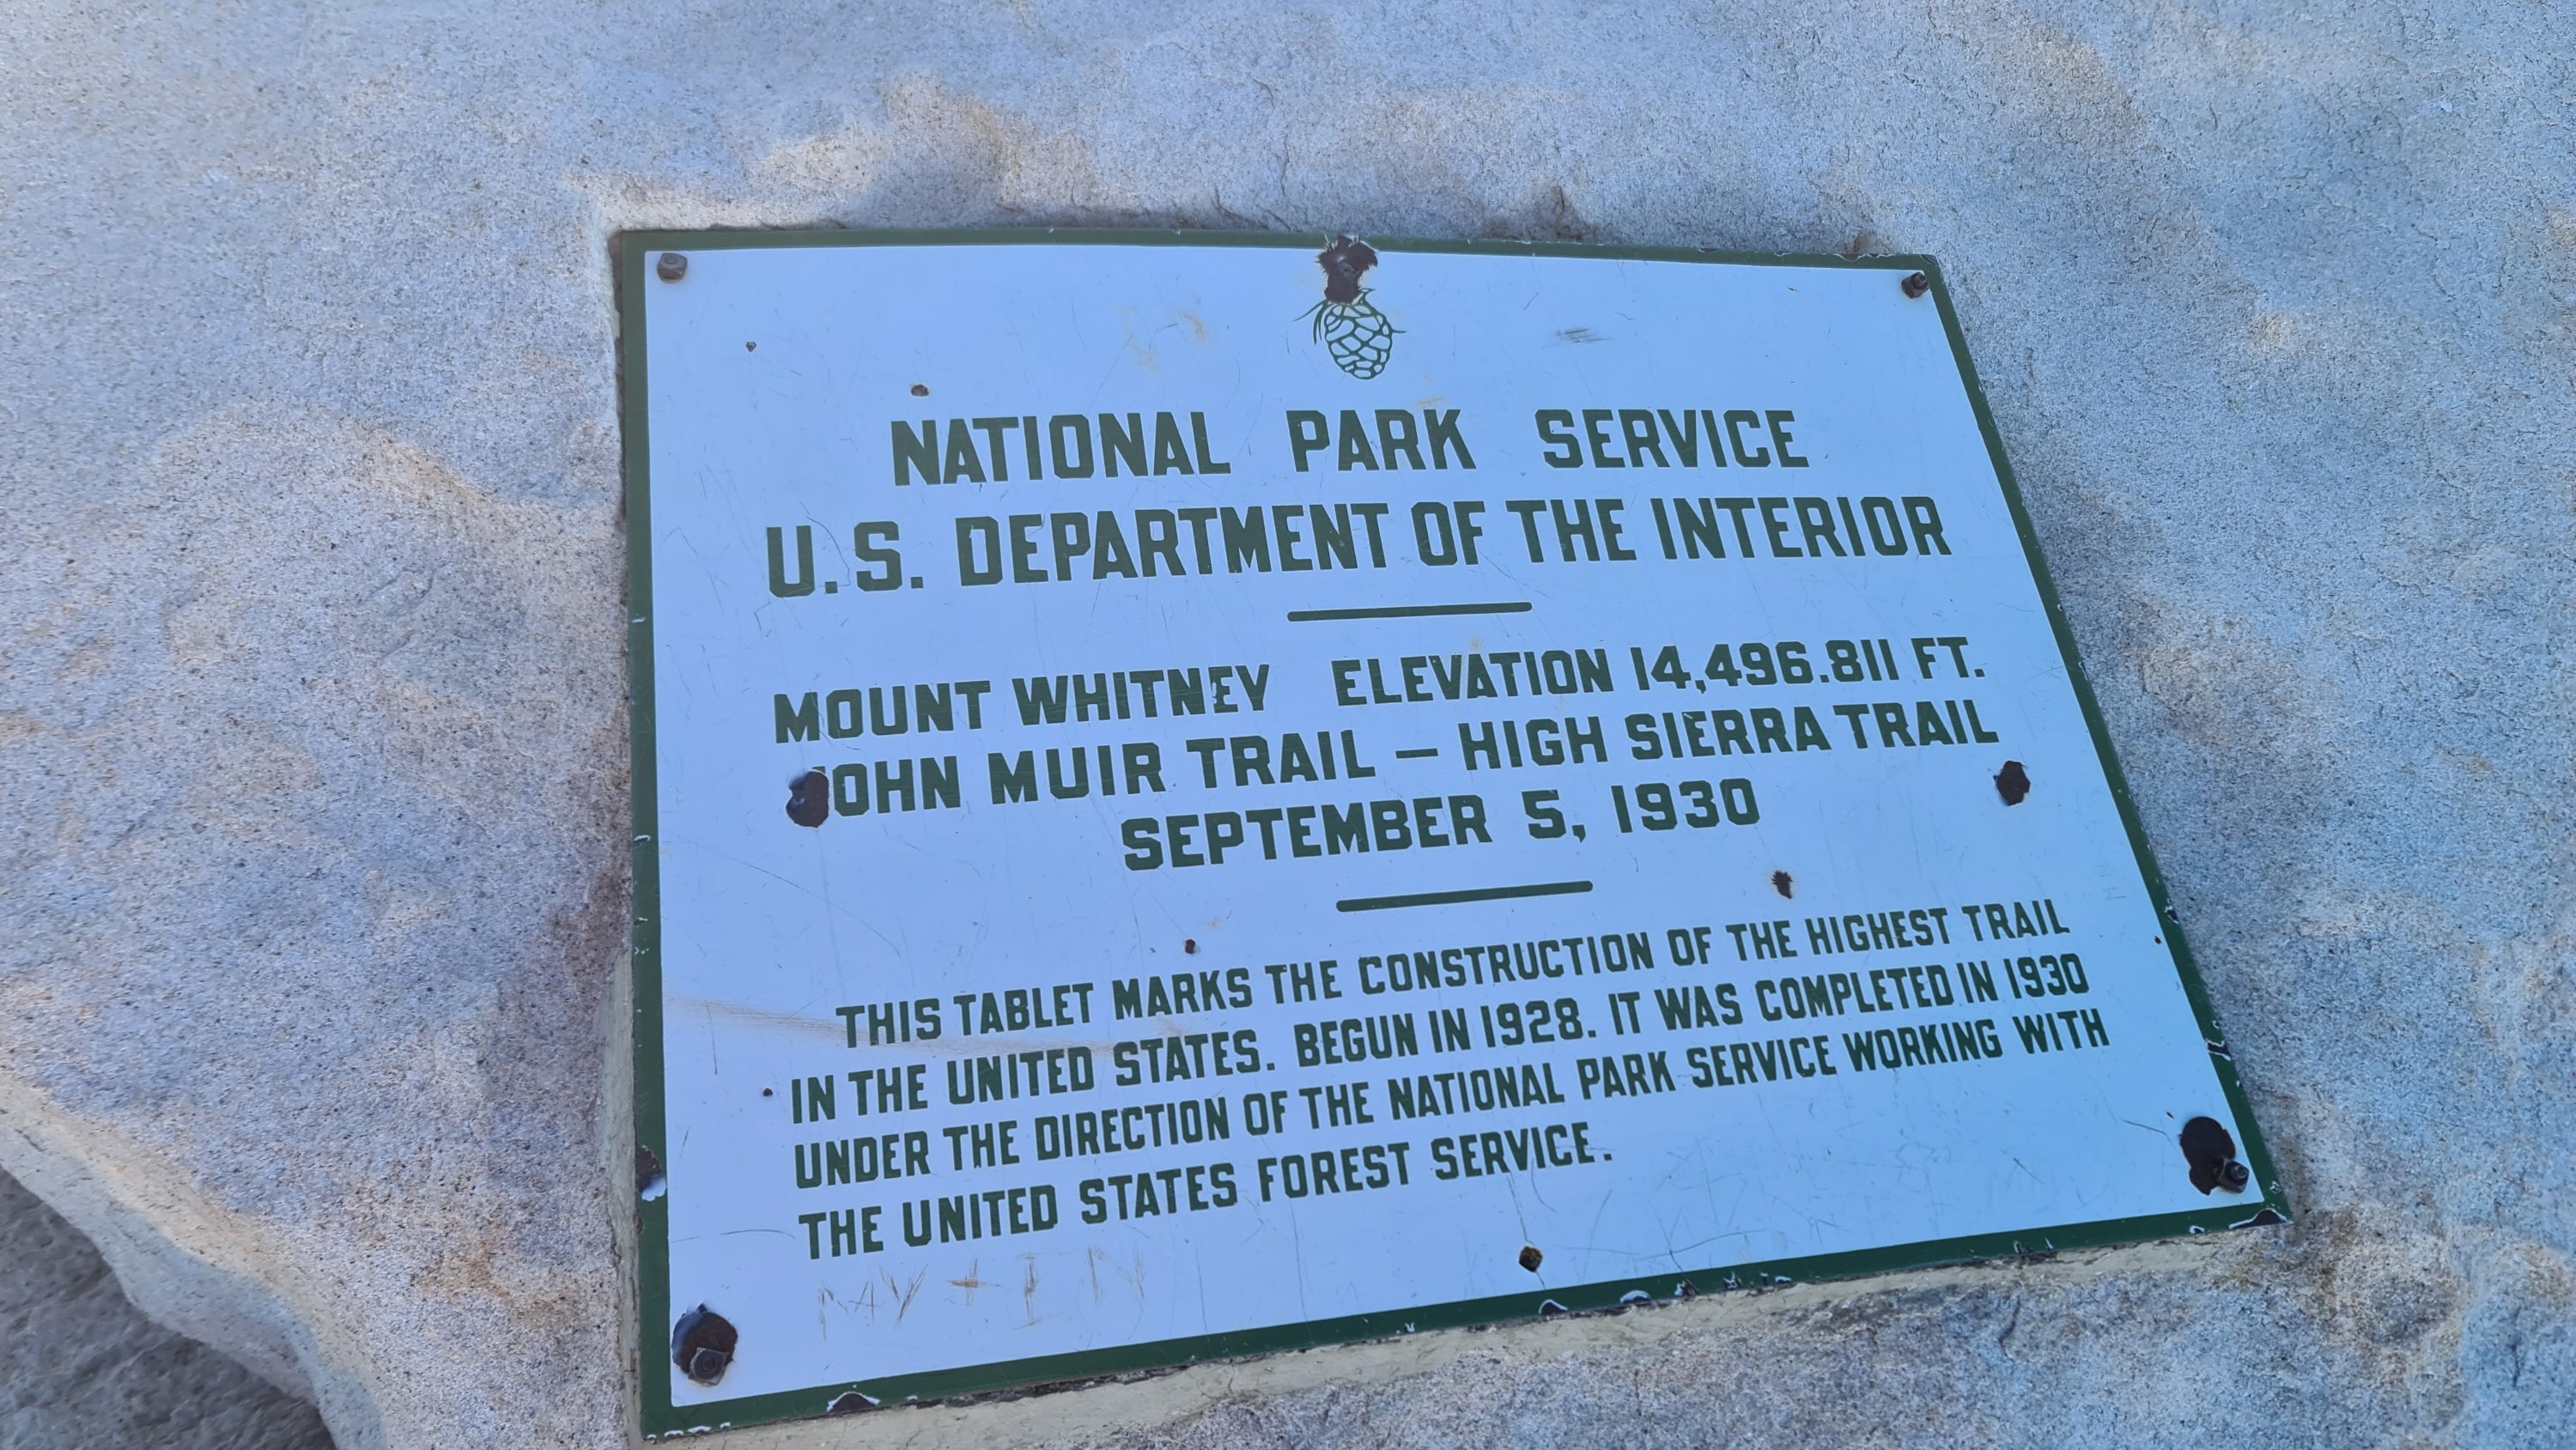 NATIONAL PARK SERVICE
U.S. DEPARTMENT OF THE INTERIOR
MOUNT WHITNEY ELEVATION 14,496.811 FT.
JOHN MUIR TRAIL — HIGH SIERRA TRAIL
SEPTEMBER 5, 1930
THIS TABLET MARKS THE CONSTRUCTION OF THE HIGHEST TRAIL
IN THE UNITED STATES. BEGUN IN 1928. IT WAS COMPLETED IN 1930
UNDER THE DIRECTION OF THE NATIONAL PARK SERVICE WORKING WITH
THE UNITED STATES FOREST SERVICE.